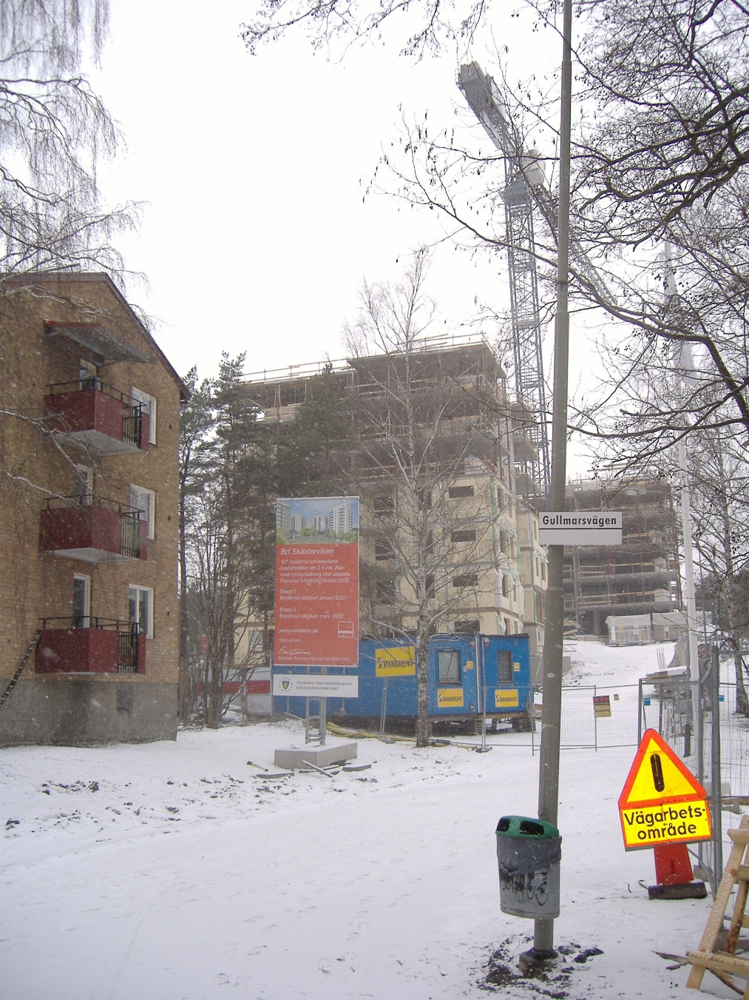 Gullmarsvägen
Brf Skälderviken
127 moderna och bekväma
bostadsrätter om 2-5 rok. Alla
med rymlig balkong eller uteplats.
Planerad inflyttning hösten 2008.
Etapp 1
Beräknad säljstart januari 2007.
Etapp 2
Beräknad säljstart mars 2007.
www.veidekke.se
Stockholms Stad medverkar genom
EXPLOATERINGSKONTORET
RAMIRENT
RAMIRENT
RAMIRENT
Vägarbets-
område